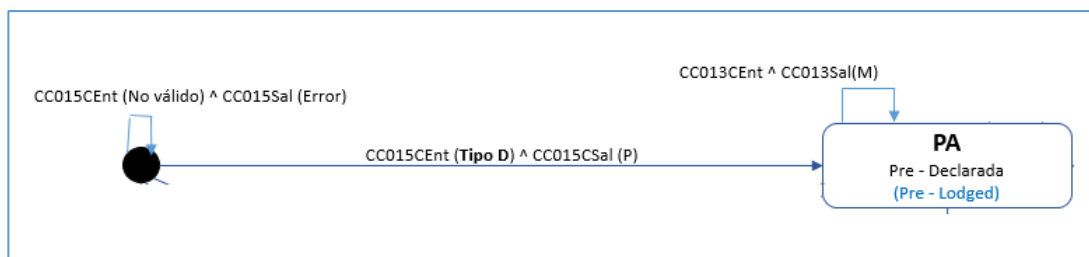 CC013CEnt ^ CC013Sal(M)
CC015CEnt (No válido) ^ CC015Sal (Error)
CC015CEnt (Tipo D) ^ CC015CSal (P)
PA
Pre - Declarada
(Pre - Lodged)